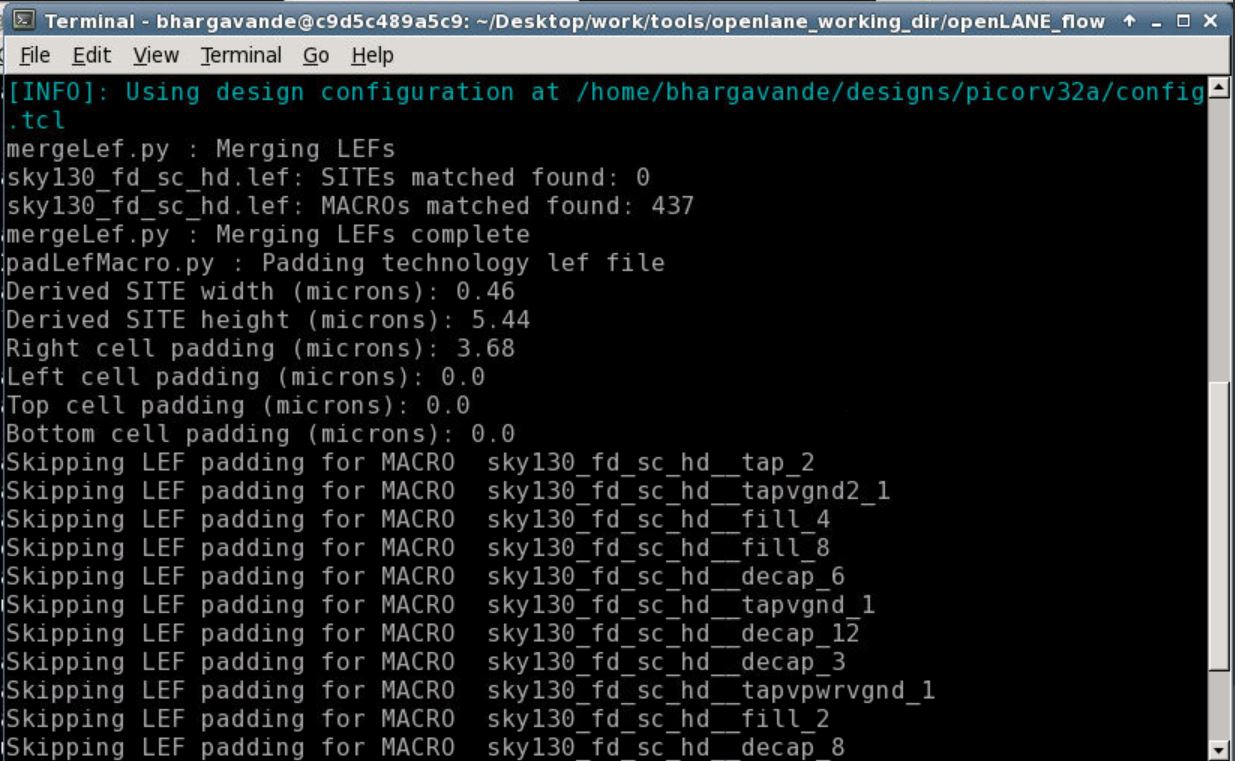 Terminal - bhargavande@c9d5c489a5c9: ~/Desktop/work/tools/openlane_working_dir/openLANE_flow
File Edit View Terminal Go Help
[INFO]: Using design configuration at /home/bhargavande/designs/picorv32a/config
.tcl
mergeLef.py : Merging LEFs
sky130_fd_sc_hd.lef: SITEs matched found: 0
sky130_fd_sc_hd.lef: MACROs matched found: 437
mergeLef.py : Merging LEFs complete
padLefMacro.py : Padding technology lef file
Derived SITE width (microns): 0.46
Derived SITE height (microns): 5.44
Right cell padding (microns): 3.68
Left cell padding (microns): 0.0
Top cell padding (microns): 0.0
Bottom cell padding (microns): 0.0
Skipping LEF padding for MACRO  sky130_fd_sc_hd__tap_2
Skipping LEF padding for MACRO  sky130_fd_sc_hd__tapvgnd2_1
Skipping LEF padding for MACRO  sky130_fd_sc_hd__fill_4
Skipping LEF padding for MACRO  sky130_fd_sc_hd__fill_8
Skipping LEF padding for MACRO  sky130_fd_sc_hd__decap_6
Skipping LEF padding for MACRO  sky130_fd_sc_hd__tapvgnd_1
Skipping LEF padding for MACRO  sky130_fd_sc_hd__decap_12
Skipping LEF padding for MACRO  sky130_fd_sc_hd__decap_3
Skipping LEF padding for MACRO  sky130_fd_sc_hd__tapvpwrvgnd_1
Skipping LEF padding for MACRO  sky130_fd_sc_hd__fill_2
Skipping LEF padding for MACRO  sky130_fd_sc_hd__decap_8